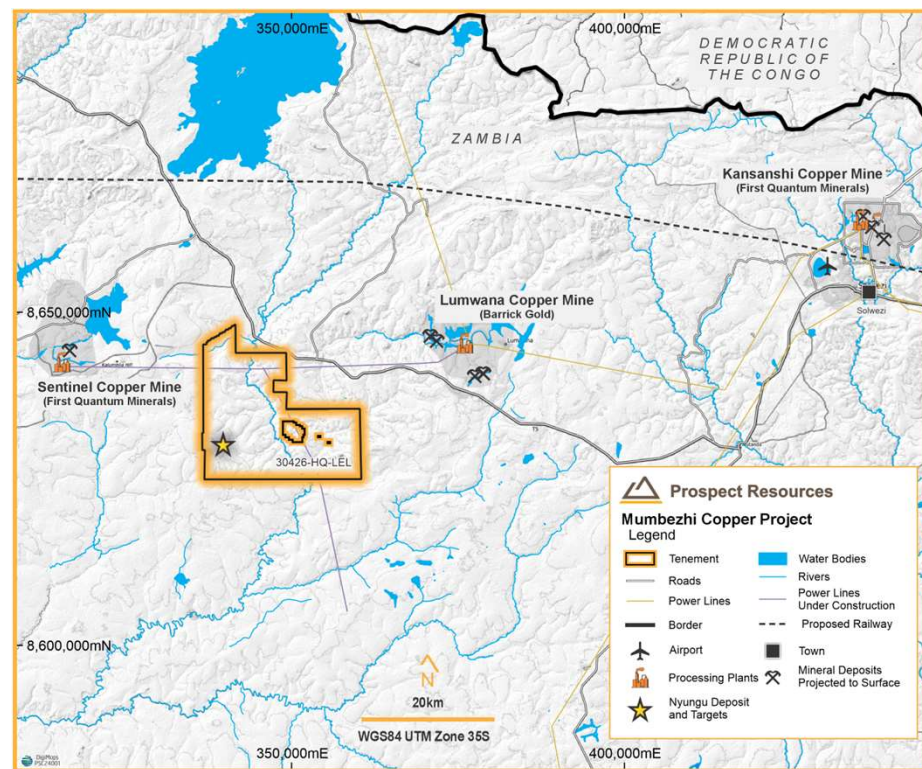 350,000mE
400,000mE
DEMOCRATIC
REPUBLIC OF
THE CONGO
ZAMBIA
Kansanshi Copper Mine
(First Quantum Minerals)
8,650,000mN
Lumwana Copper Mine
(Barrick Gold)
Solwezi
Lumwana
Kalumbila
Sentinel Copper Mine
(First Quantum Minerals)
T5
30426-HQ-LEL
Prospect Resources
Mumbezhi Copper Project
Legend
Tenement
Water Bodies
Roads
Rivers
Power Lines
Power Lines
Under Construction
Border
Proposed Railway
Airport
Town
Processing Plants
Mineral Deposits
Projected to Surface
Nyungu Deposit
and Targets
8,600,000mN
N
20km
WGS84 UTM Zone 35S
DigiMaps
350,000mE
400,000mE